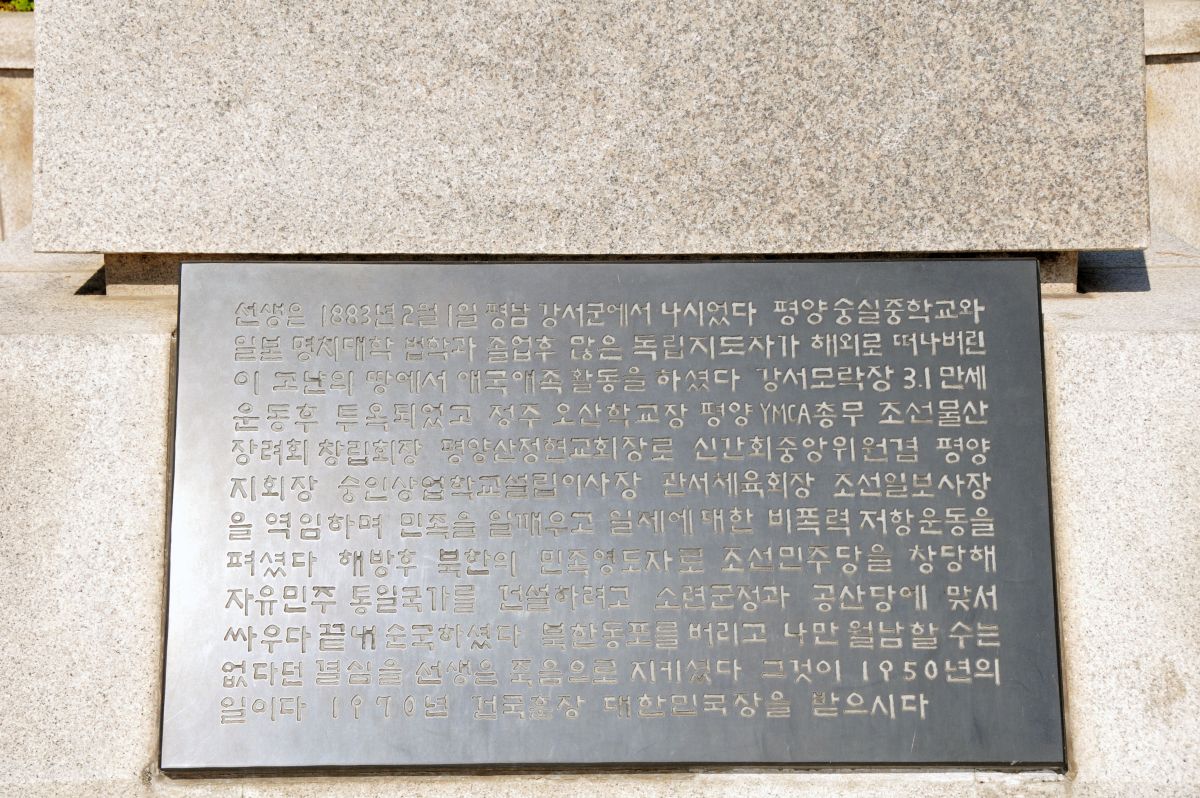 선생은 1883년 2월 1일 평남 강서군에서 나시었다 평양숭실중학교와
일본 명치대학 법학과 졸업후 많은 독립지도자가 해외로 떠나버린
이 고난의 땅에서 애국애족 활동을 하셨다 강서모락장 3.1 만세
운동후 투옥되었고 정주 오산학교장 평양 YMCA총무 조선물산
장려회 창립회장 평양산정현교회장로 신간회중앙위원겸 평양
지회장 숭인상업학교설립이사장 관서체육회장 조선일보사장
을 역임하며 민족을 일깨우고 일제에 대한 비폭력 저항운동을
펴셨다 해방후 북한의 민족영도자로 조선민주당을 창당해
자유민주 통일국가를 건설하려고 소련군정과 공산당에 맞서
싸우다 끝내 순국하셨다 북한동포를 버리고 나만 월남할 수는
없다던 결심을 선생은 죽음으로 지키셨다 그것이 1950년의
일이다 1970년 건국훈장 대한민국장을 받으시다